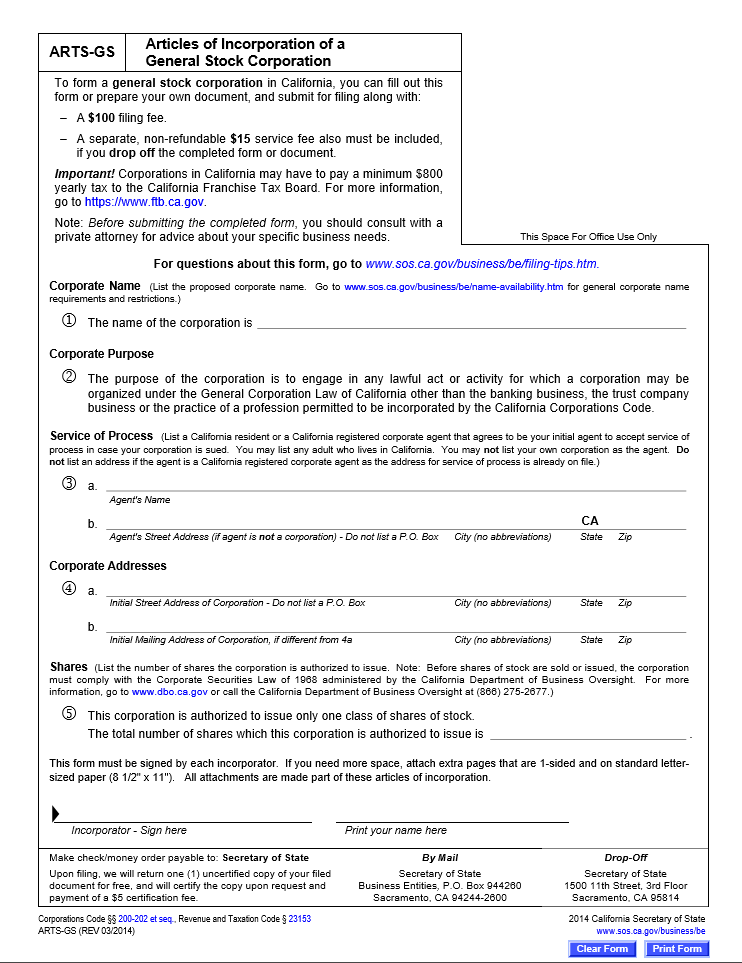 ARTS-GS
Articles of Incorporation of a
General Stock Corporation
To form a general stock corporation in California, you can fill out this
form or prepare your own document, and submit for filing along with:
– A $100 filing fee.
– A separate, non-refundable $15 service fee also must be included,
if you drop off the completed form or document.
Important! Corporations in California may have to pay a minimum $800
yearly tax to the California Franchise Tax Board. For more information,
go to https://www.ftb.ca.gov.
Note: Before submitting the completed form, you should consult with a
private attorney for advice about your specific business needs.
This Space For Office Use Only
For questions about this form, go to www.sos.ca.gov/business/be/filing-tips.htm.
Corporate Name (List the proposed corporate name. Go to www.sos.ca.gov/business/be/name-availability.htm for general corporate name
requirements and restrictions.)
① The name of the corporation is
Corporate Purpose
② The purpose of the corporation is to engage in any lawful act or activity for which a corporation may be
organized under the General Corporation Law of California other than the banking business, the trust company
business or the practice of a profession permitted to be incorporated by the California Corporations Code.
Service of Process (List a California resident or a California registered corporate agent that agrees to be your initial agent to accept service of
process in case your corporation is sued. You may list any adult who lives in California. You may not list your own corporation as the agent. Do
not list an address if the agent is a California registered corporate agent as the address for service of process is already on file.)
③ a.
Agent's Name
b. CA
Agent's Street Address (if agent is not a corporation) - Do not list a P.O. Box City (no abbreviations) State Zip
Corporate Addresses
④ a.
Initial Street Address of Corporation - Do not list a P.O. Box City (no abbreviations) State Zip
b.
Initial Mailing Address of Corporation, if different from 4a City (no abbreviations) State Zip
Shares (List the number of shares the corporation is authorized to issue. Note: Before shares of stock are sold or issued, the corporation
must comply with the Corporate Securities Law of 1968 administered by the California Department of Business Oversight. For more
information, go to www.dbo.ca.gov or call the California Department of Business Oversight at (866) 275-2677.)
⑤ This corporation is authorized to issue only one class of shares of stock.
The total number of shares which this corporation is authorized to issue is .
This form must be signed by each incorporator. If you need more space, attach extra pages that are 1-sided and on standard letter-
sized paper (8 1/2" x 11"). All attachments are made part of these articles of incorporation.
Incorporator - Sign here Print your name here
Make check/money order payable to: Secretary of State
Upon filing, we will return one (1) uncertified copy of your filed
document for free, and will certify the copy upon request and
payment of a $5 certification fee.
By Mail
Secretary of State
Business Entities, P.O. Box 944260
Sacramento, CA 94244-2600
Drop-Off
Secretary of State
1500 11th Street, 3rd Floor
Sacramento, CA 95814
Corporations Code §§ 200-202 et seq., Revenue and Taxation Code § 23153
ARTS-GS (REV 03/2014)
2014 California Secretary of State
www.sos.ca.gov/business/be
Clear Form Print Form